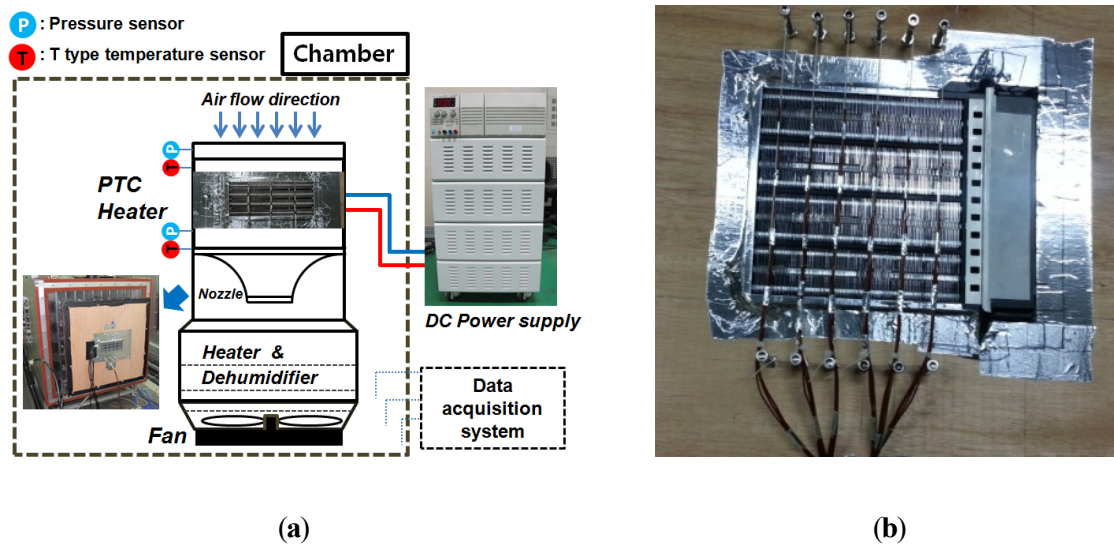 P : Pressure sensor
T : T type temperature sensor
Chamber
Air flow direction
P
T
PTC
Heater
P
T
Nozzle
DC Power supply
Heater &
Dehumidifier
Data
acquisition
system
Fan
(a)
(b)